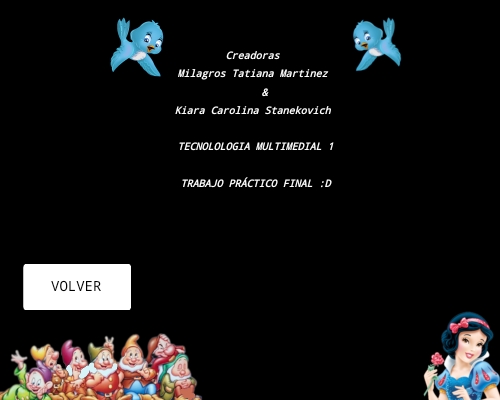 Creadoras
Milagros Tatiana Martinez
&
Kiara Carolina Stanekovich
TECNOLOLOGIA MULTIMEDIAL 1
TRABAJO PRÁCTICO FINAL :D
VOLVER